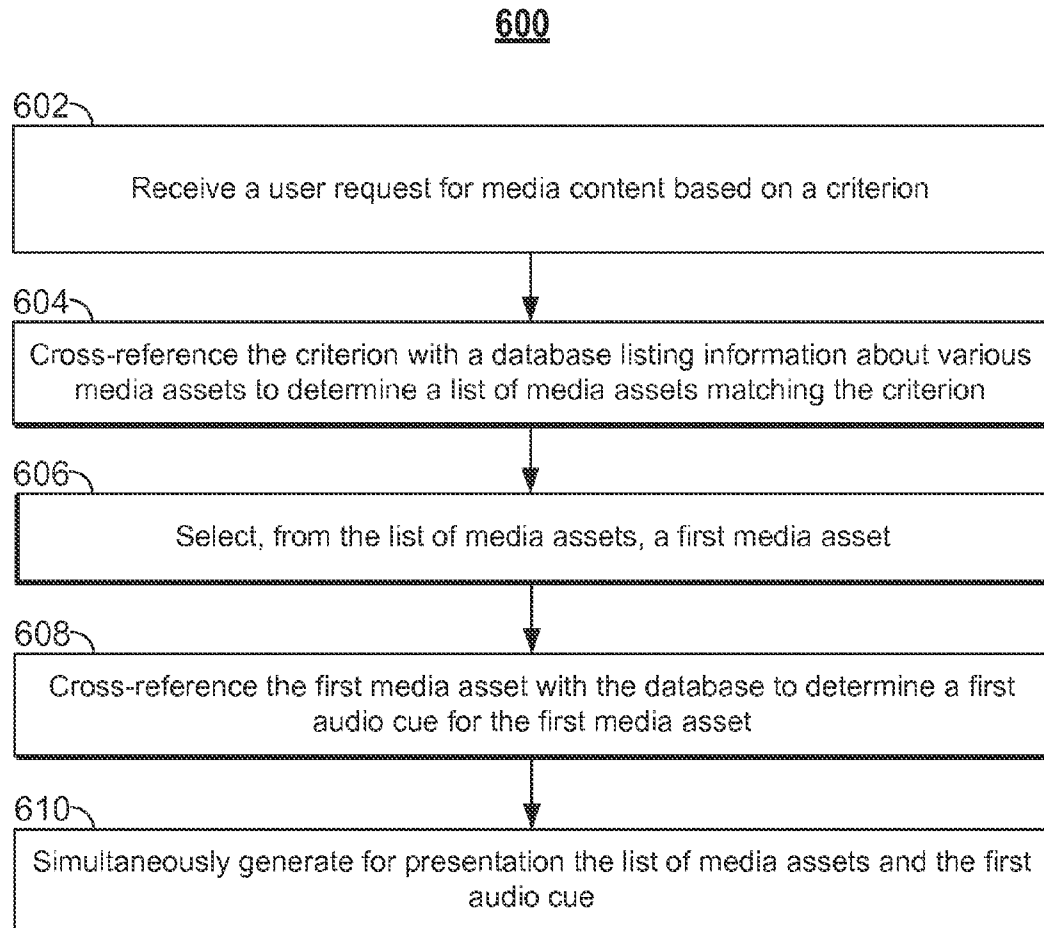 600
602
Receive a user request for media content based on a criterion
604
Cross-reference the criterion with a database listing information about various
media assets to determine a list of media assets matching the criterion
606
Select, from the list of media assets, a first media asset
608
Cross-reference the first media asset with the database to determine a first
audio cue for the first media asset
610
Simultaneously generate for presentation the list of media assets and the first
audio cue